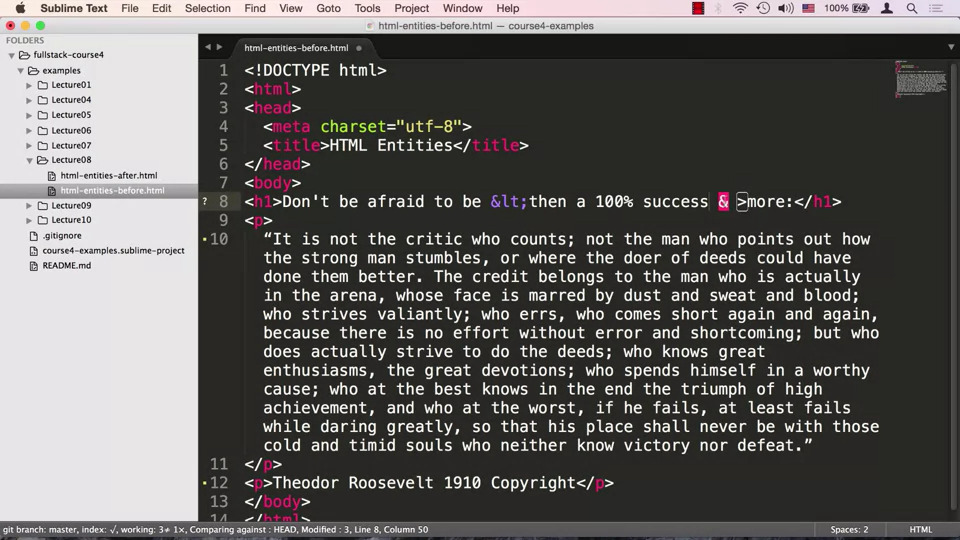 Sublime Text File Edit Selection Find View Goto Tools Project Window Help 100%
html-entities-before.html — course4-examples
FOLDERS
fullstack-course4
examples
Lecture01
Lecture04
Lecture05
Lecture06
Lecture07
Lecture08
html-entities-after.html
html-entities-before.html
Lecture09
Lecture10
.gitignore
course4-examples.sublime-project
README.md
html-entities-before.html
1 <!DOCTYPE html>
2 <html>
3 <head>
4 <meta charset="utf-8">
5 <title>HTML Entities</title>
6 </head>
7 <body>
? 8 <h1>Don't be afraid to be &lt;then a 100% success & >more:</h1>
9 <p>
10 “It is not the critic who counts; not the man who points out how
the strong man stumbles, or where the doer of deeds could have
done them better. The credit belongs to the man who is actually
in the arena, whose face is marred by dust and sweat and blood;
who strives valiantly; who errs, who comes short again and again,
because there is no effort without error and shortcoming; but who
does actually strive to do the deeds; who knows great
enthusiasms, the great devotions; who spends himself in a worthy
cause; who at the best knows in the end the triumph of high
achievement, and who at the worst, if he fails, at least fails
while daring greatly, so that his place shall never be with those
cold and timid souls who neither know victory nor defeat.”
11 </p>
12 <p>Theodor Roosevelt 1910 Copyright</p>
13 </body>
14 </html>
git branch: master, index: √, working: 3≠ 1×, Comparing against : HEAD, Modified : 3, Line 8, Column 50 Spaces: 2 HTML